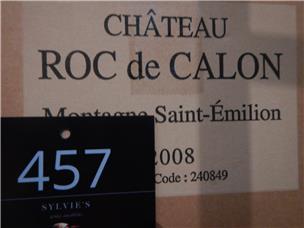 CHÂTEAU
ROC de CALON
Montagne Saint-Émilion
2008
Code : 240849
457
SYLVIE'S